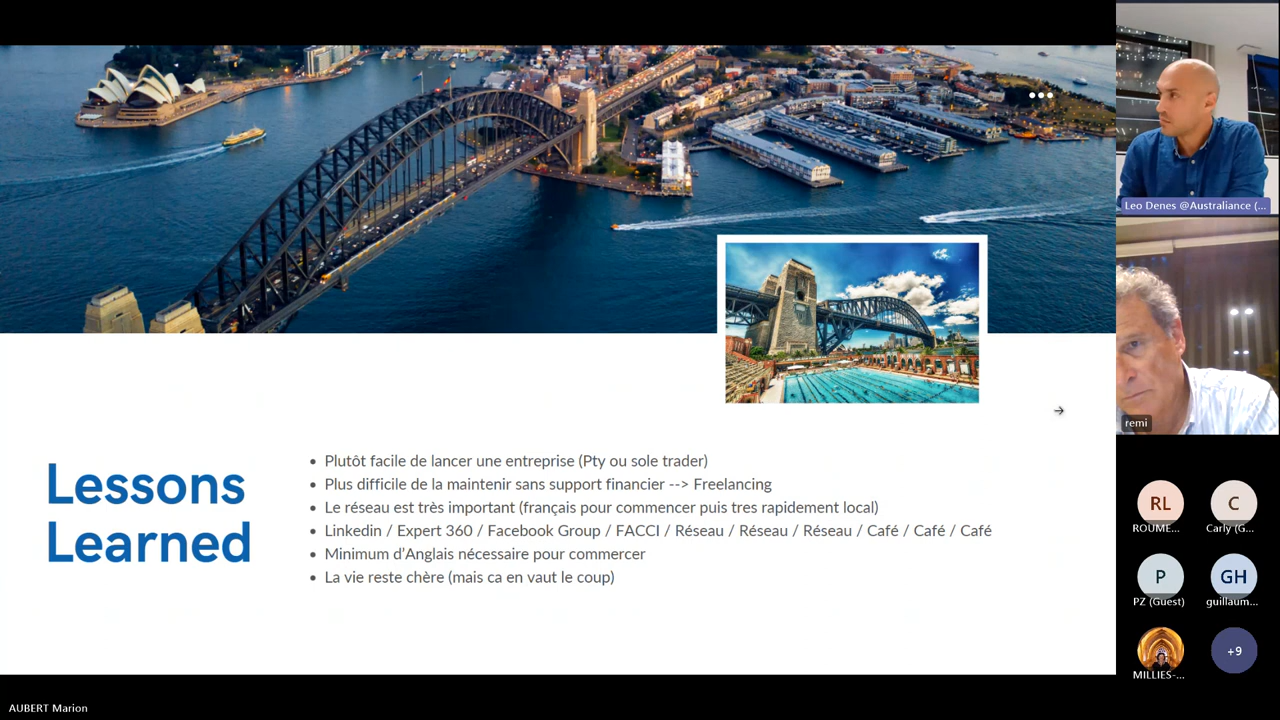 Leo Denes @Australiance (...
remi
Lessons
Learned
• Plutôt facile de lancer une entreprise (Pty ou sole trader)
• Plus difficile de la maintenir sans support financier --> Freelancing
• Le réseau est très important (français pour commencer puis tres rapidement local)
• Linkedin / Expert 360 / Facebook Group / FACCI / Réseau / Réseau / Réseau / Café / Café / Café
• Minimum d'Anglais nécessaire pour commercer
• La vie reste chère (mais ca en vaut le coup)
RL
ROUME...
C
Carly (G...
P
PZ (Guest)
GH
guillaum...
MILLIES-...
+9
AUBERT Marion